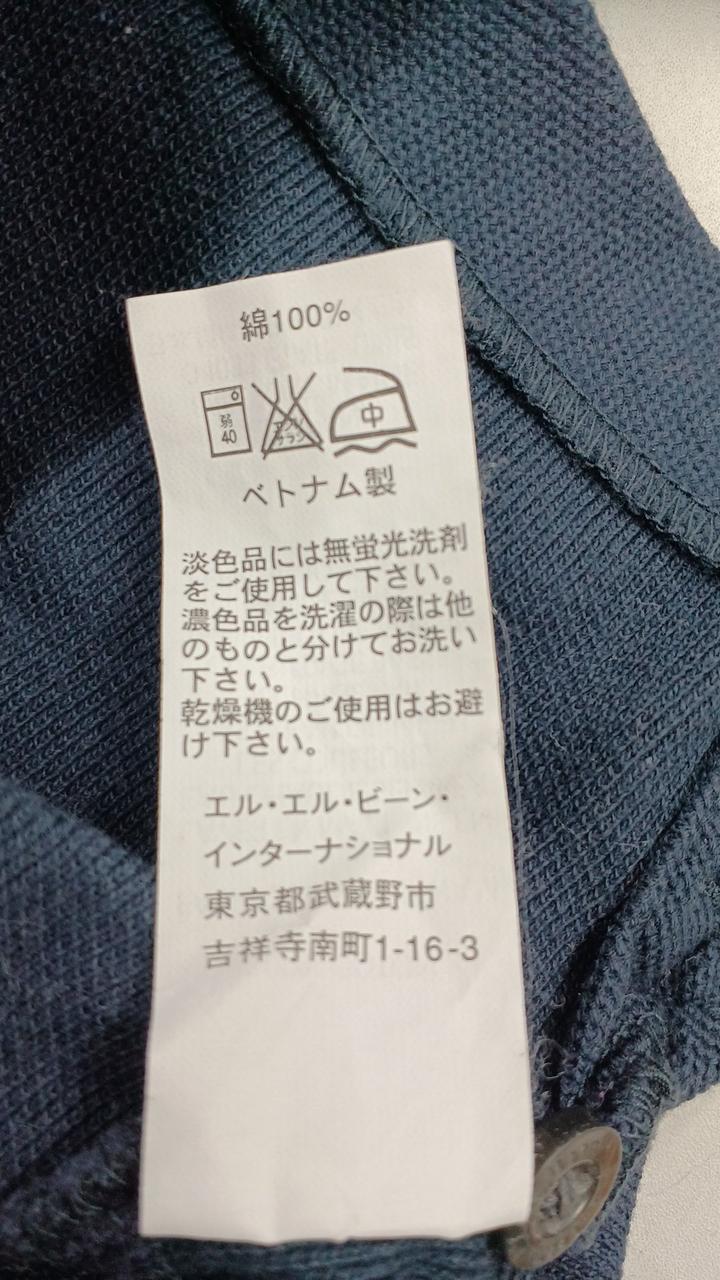 綿100%
弱
40
エンソ
サラシ
中
ベトナム製
淡色品には無蛍光洗剤
をご使用して下さい。
濃色品を洗濯の際は他
のものと分けてお洗い
下さい。
乾燥機のご使用はお避
け下さい。
エル・エル・ビーン・
インターナショナル
東京都武蔵野市
吉祥寺南町1-16-3